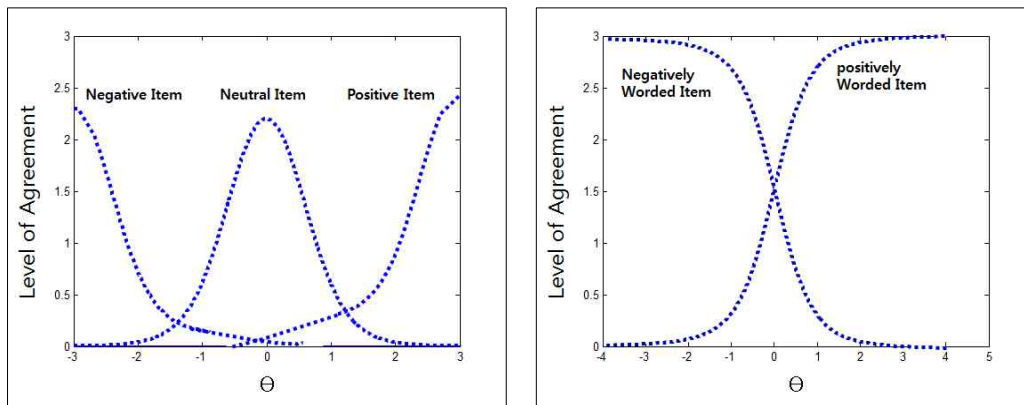 3
2.5
2
1.5
1
0.5
0
Level of Agreement
Negative Item Neutral Item Positive Item
-3 -2 -1 0 1 2 3
Θ
3
2.5
2
1.5
1
0.5
0
Level of Agreement
Negatively
Worded Item
positively
Worded Item
-4 -3 -2 -1 0 1 2 3 4 5
Θ